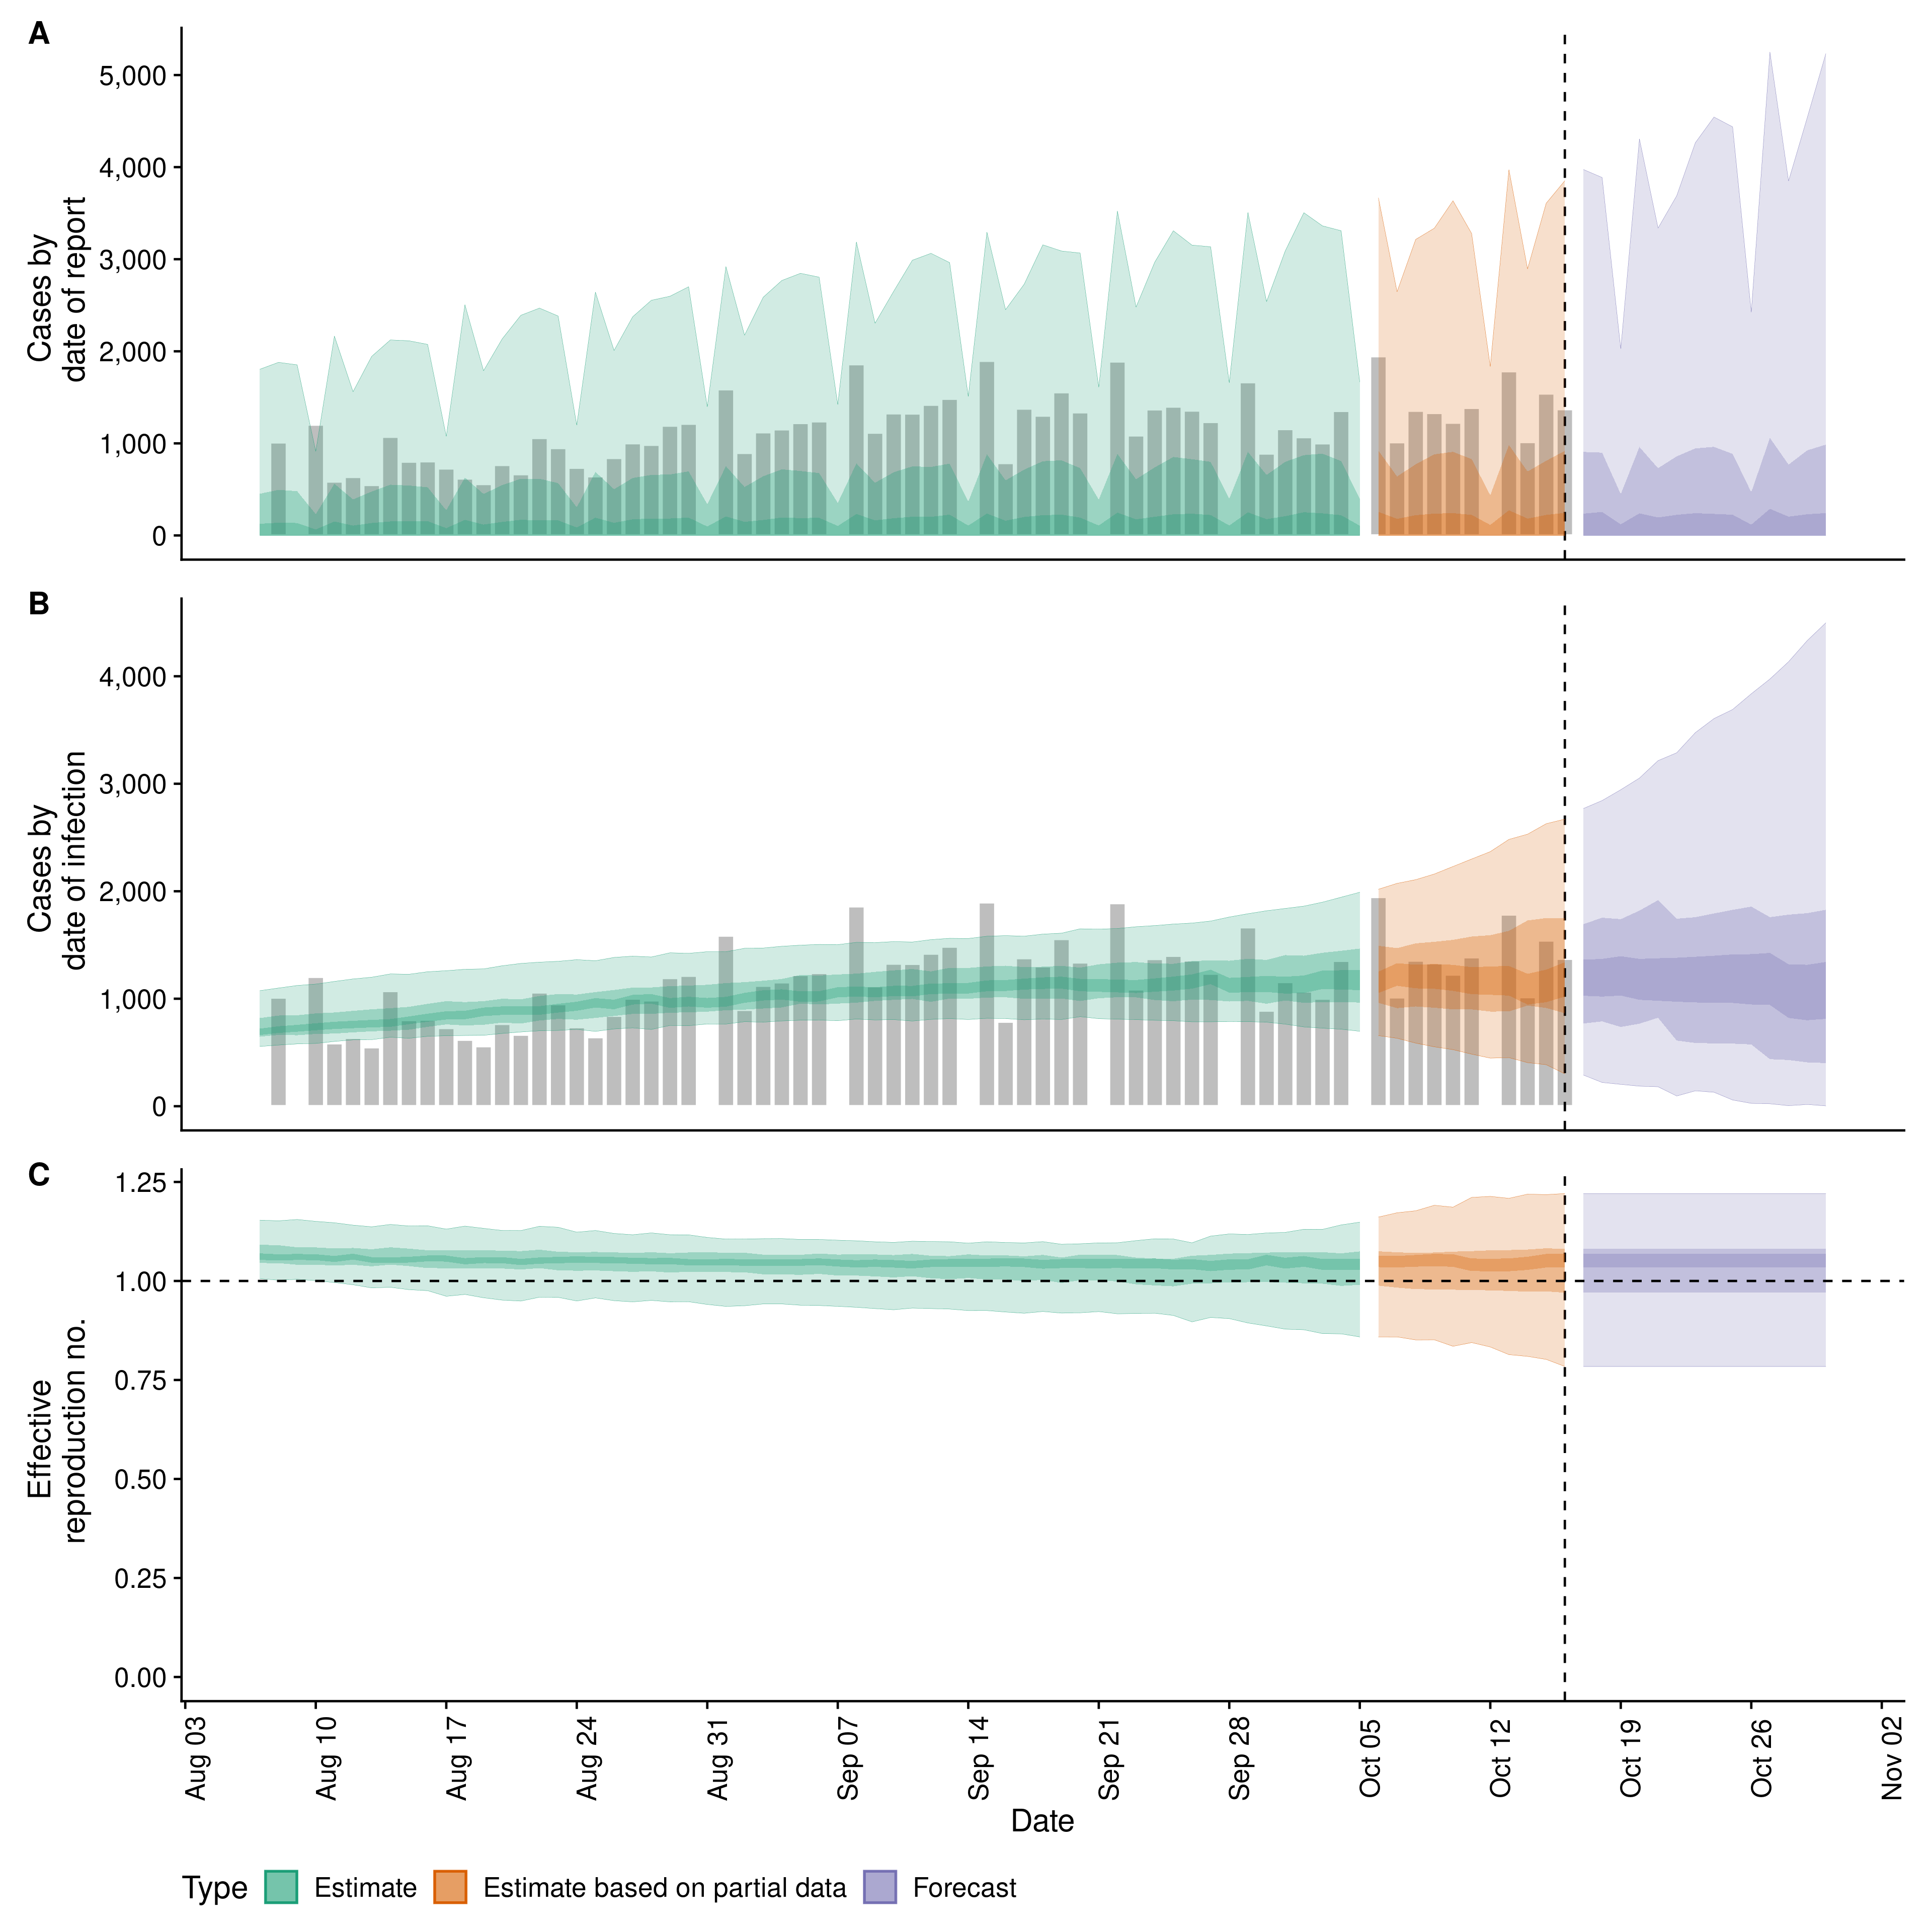 A
5,000
4,000
3,000
2,000
1,000
0
Cases by
date of report
B
4,000
3,000
2,000
1,000
0
Cases by
date of infection
C
1.25
1.00
0.75
0.50
0.25
0.00
Effective
reproduction no.
Aug 03
Aug 10
Aug 17
Aug 24
Aug 31
Sep 07
Sep 14
Sep 21
Sep 28
Oct 05
Oct 12
Oct 19
Oct 26
Nov 02
Date
Type Estimate Estimate based on partial data Forecast